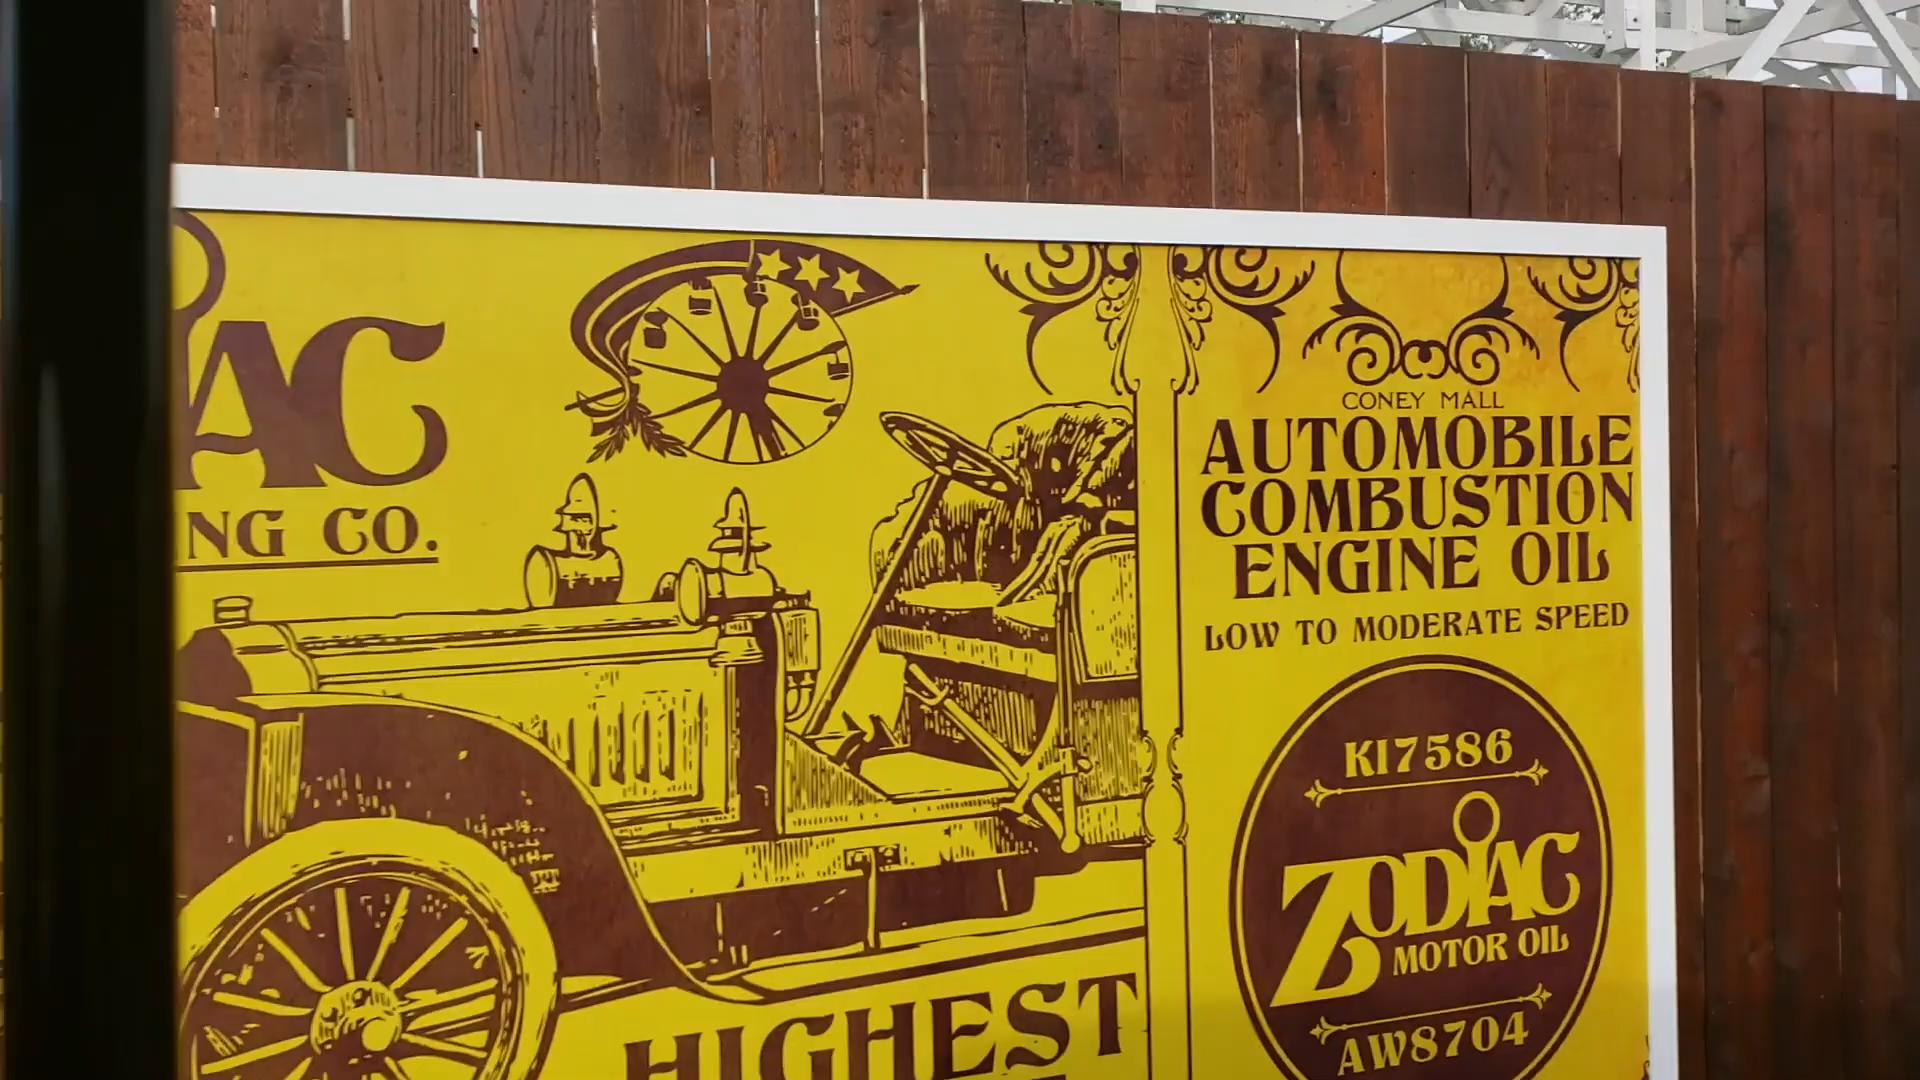 AC
NG CO.
HIGHEST
CONEY MALL
AUTOMOBILE
COMBUSTION
ENGINE OIL
LOW TO MODERATE SPEED
KI7586
ZODIAC
MOTOR OIL
AW8704